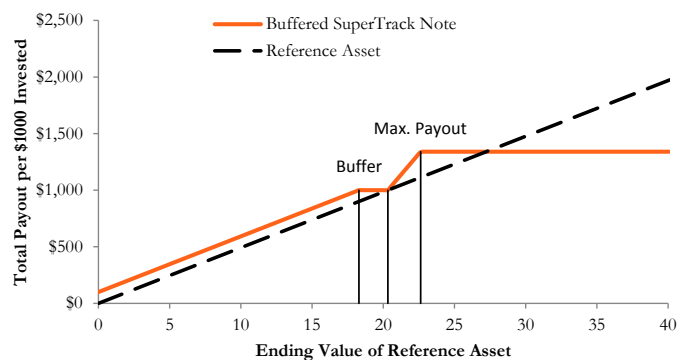 $2,500
Buffered SuperTrack Note
Reference Asset
$2,000
$1,500
Max. Payout
Buffer
$1,000
$500
$0
0 5 10 15 20 25 30 35 40
Total Payout per $1000 Invested
Ending Value of Reference Asset